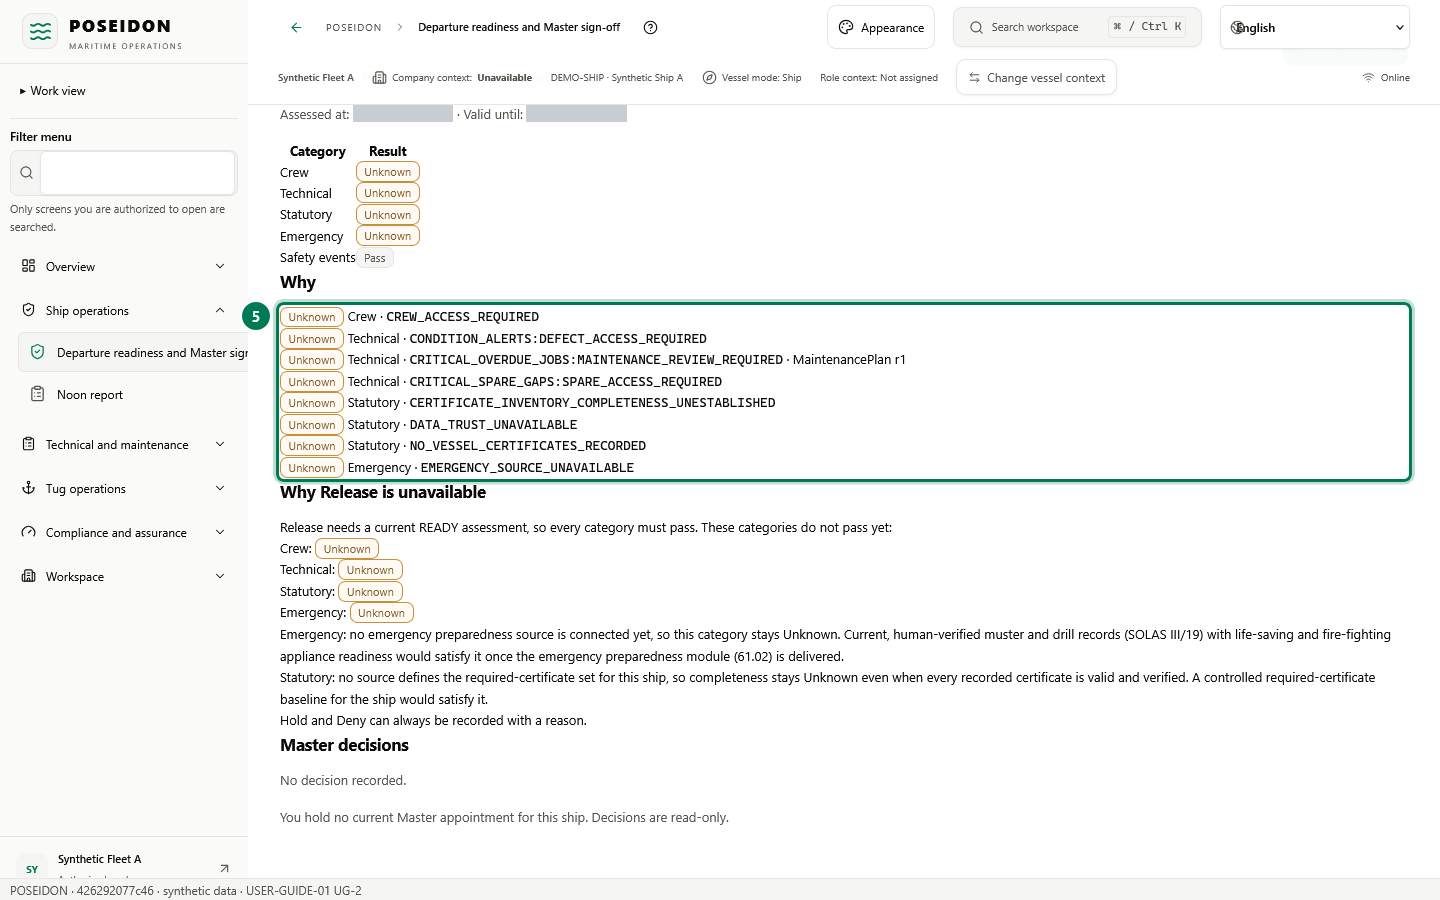 POSEIDON
MARITIME OPERATIONS
Work view
Filter menu
Only screens you are authorized to open are
searched.
Overview
Ship operations
Departure readiness and Master sign
Noon report
Technical and maintenance
Tug operations
Compliance and assurance
Workspace
SY
Synthetic Fleet A
POSEIDON
Departure readiness and Master sign-off
Appearance
Search workspace
⌘ / Ctrl K
English
Synthetic Fleet A
Company context: Unavailable
DEMO-SHIP · Synthetic Ship A
Vessel mode: Ship
Role context: Not assigned
Change vessel context
Online
Assessed at: · Valid until:
Category Result
Crew Unknown
Technical Unknown
Statutory Unknown
Emergency Unknown
Safety events Pass
Why
5
Unknown Crew · CREW_ACCESS_REQUIRED
Unknown Technical · CONDITION_ALERTS:DEFECT_ACCESS_REQUIRED
Unknown Technical · CRITICAL_OVERDUE_JOBS:MAINTENANCE_REVIEW_REQUIRED · MaintenancePlan r1
Unknown Technical · CRITICAL_SPARE_GAPS:SPARE_ACCESS_REQUIRED
Unknown Statutory · CERTIFICATE_INVENTORY_COMPLETENESS_UNESTABLISHED
Unknown Statutory · DATA_TRUST_UNAVAILABLE
Unknown Statutory · NO_VESSEL_CERTIFICATES_RECORDED
Unknown Emergency · EMERGENCY_SOURCE_UNAVAILABLE
Why Release is unavailable
Release needs a current READY assessment, so every category must pass. These categories do not pass yet:
Crew: Unknown
Technical: Unknown
Statutory: Unknown
Emergency: Unknown
Emergency: no emergency preparedness source is connected yet, so this category stays Unknown. Current, human-verified muster and drill records (SOLAS III/19) with life-saving and fire-fighting
appliance readiness would satisfy it once the emergency preparedness module (61.02) is delivered.
Statutory: no source defines the required-certificate set for this ship, so completeness stays Unknown even when every recorded certificate is valid and verified. A controlled required-certificate
baseline for the ship would satisfy it.
Hold and Deny can always be recorded with a reason.
Master decisions
No decision recorded.
You hold no current Master appointment for this ship. Decisions are read-only.
POSEIDON · 426292077c46 · synthetic data · USER-GUIDE-01 UG-2